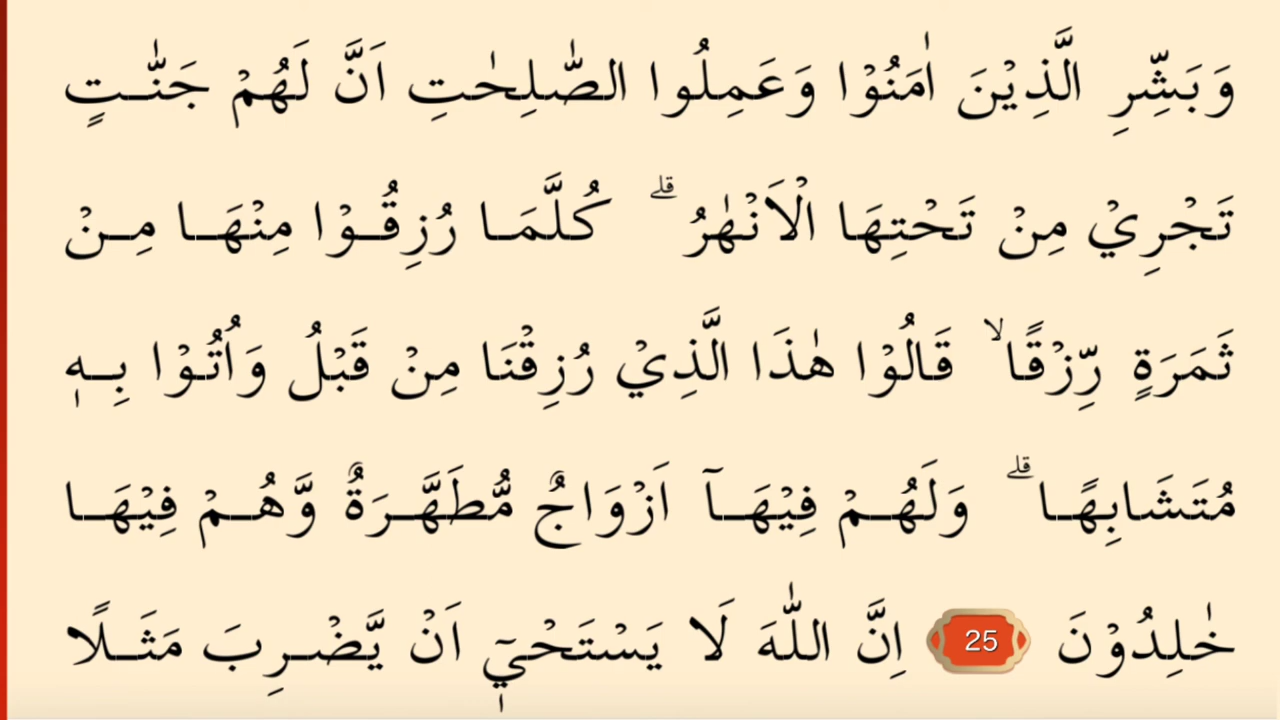 وَبَشِّرِ الَّذِيْنَ اٰمَنُوْا وَعَمِلُوا الصّٰلِحٰتِ اَنَّ لَهُمْ جَنّٰتٍ
تَجْرِيْ مِنْ تَحْتِهَا الْاَنْهٰرُ ۗ كُلَّمَا رُزِقُوْا مِنْهَا مِنْ
ثَمَرَةٍ رِّزْقًا ۙ قَالُوْا هٰذَا الَّذِيْ رُزِقْنَا مِنْ قَبْلُ وَاُتُوْا بِهٖ
مُتَشَابِهًا ۗ وَلَهُمْ فِيْهَآ اَزْوَاجٌ مُّطَهَّرَةٌ وَّهُمْ فِيْهَا
خٰلِدُوْنَ 25 اِنَّ اللّٰهَ لَا يَسْتَحْيٖٓ اَنْ يَّضْرِبَ مَثَلًا